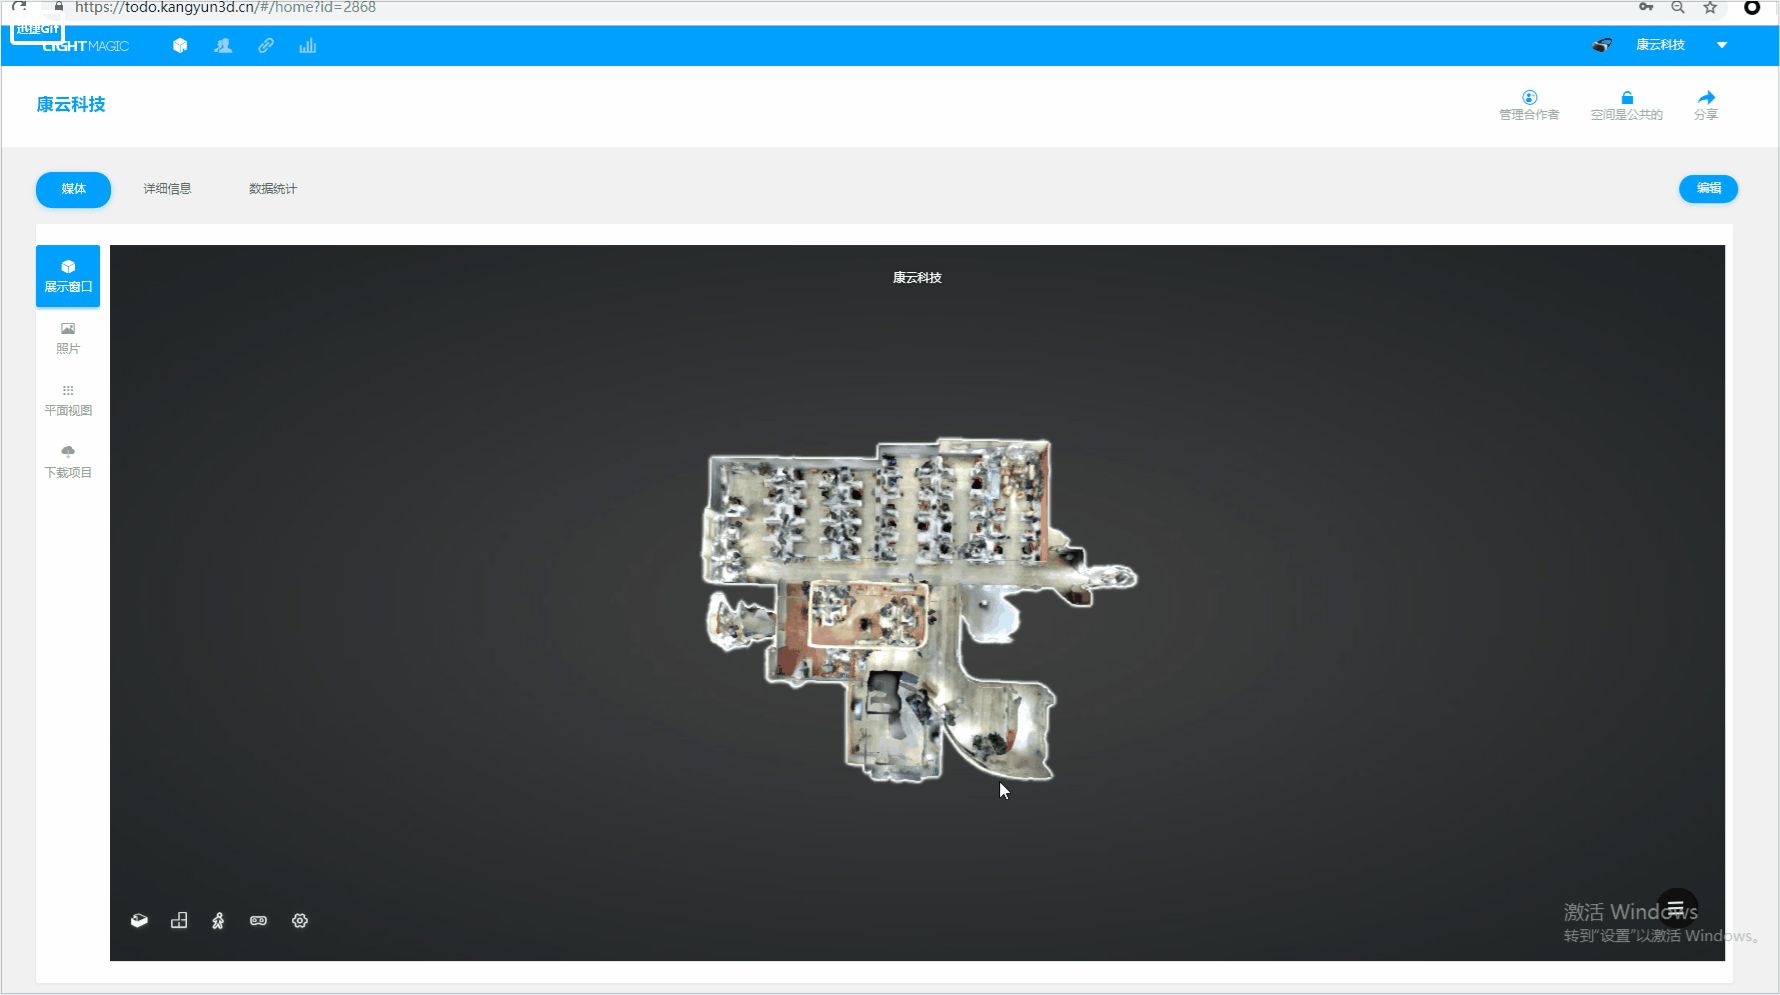 https://todo.kangyun3d.cn/#/home?id=2868
迅捷Gif
LIGHTMAGIC
康云科技
康云科技
管理合作者
空间是公共的
分享
媒体
详细信息
数据统计
编辑
展示窗口
照片
平面视图
下载项目
康云科技
激活 Windows
转到"设置"以激活 Windows。